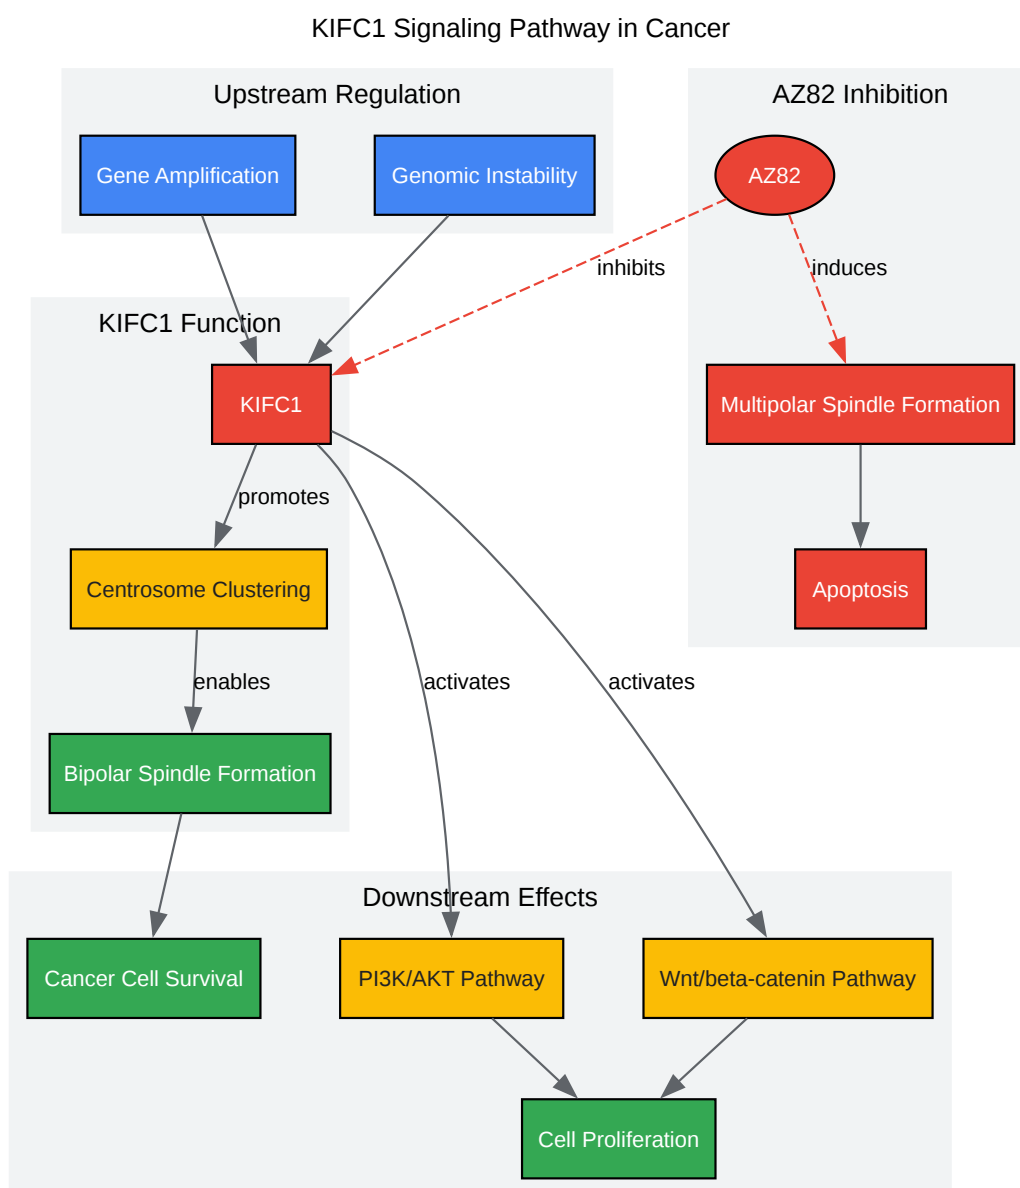 KIFC1 Signaling Pathway in Cancer
Upstream Regulation
AZ82 Inhibition
Gene Amplification
Genomic Instability
AZ82
inhibits
induces
KIFC1 Function
KIFC1
Multipolar Spindle Formation
promotes
Centrosome Clustering
Apoptosis
enables
activates
activates
Bipolar Spindle Formation
Downstream Effects
Cancer Cell Survival
PI3K/AKT Pathway
Wnt/beta-catenin Pathway
Cell Proliferation